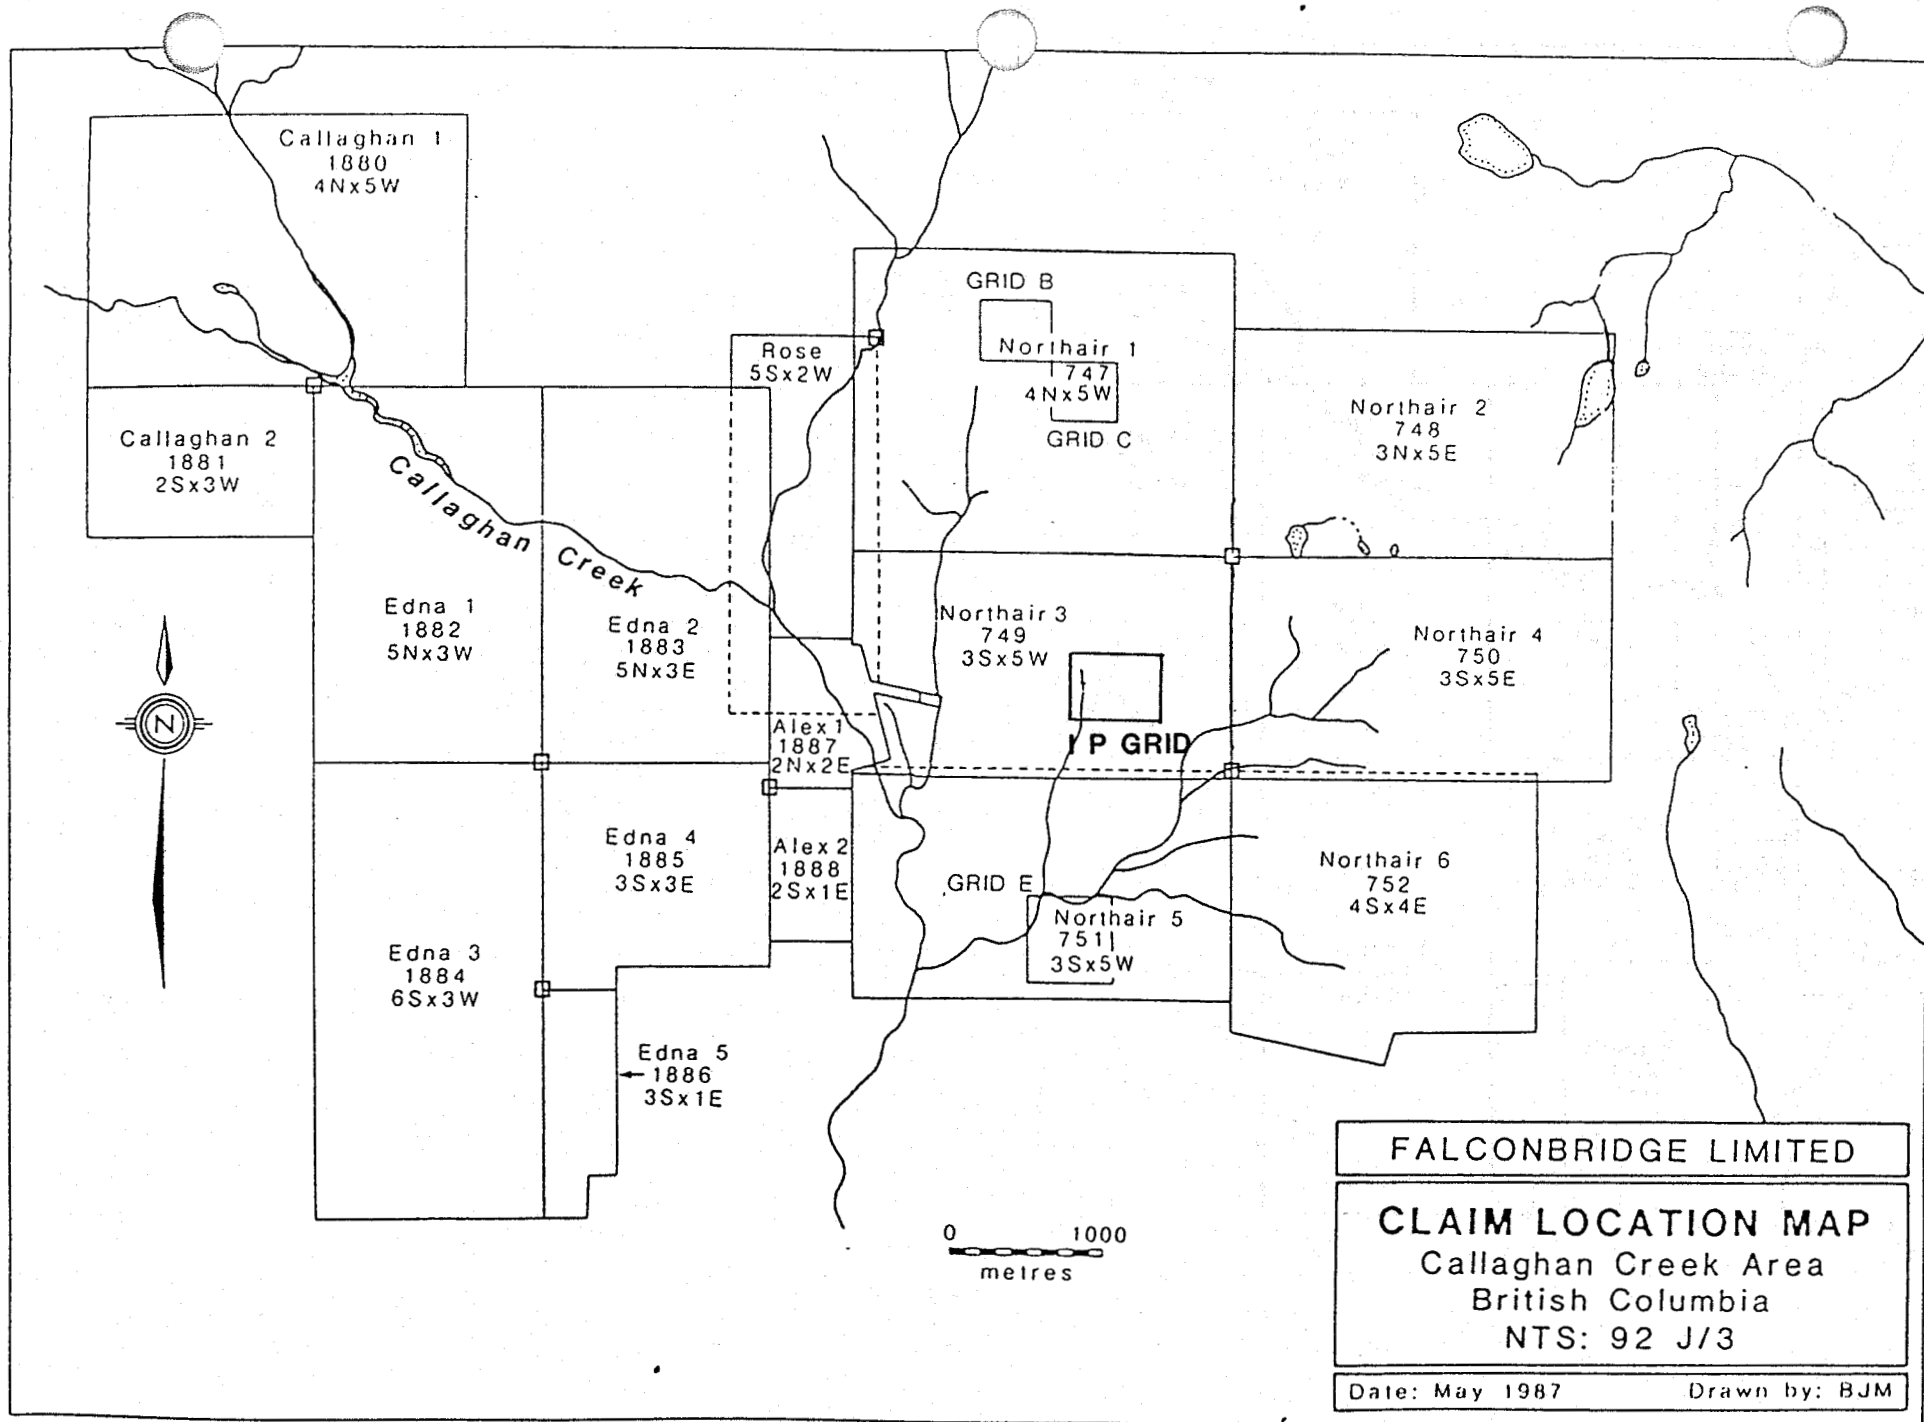 Callaghan 1
1880
4Nx5W
GRID B
Northair 1
747
4Nx5W
GRID C
Rose
5Sx2W
Northair 2
748
3Nx5E
Callaghan 2
1881
2Sx3W
Callaghan Creek
Edna 1
1882
5Nx3W
Edna 2
1883
5Nx3E
Northair 3
749
3Sx5W
Northair 4
750
3Sx5E
N
Alex 1
1887
2Nx2E
I P GRID
Edna 4
1885
3Sx3E
Alex 2
1888
2Sx1E
GRID E
Northair 5
751
3Sx5W
Northair 6
752
4Sx4E
Edna 3
1884
6Sx3W
Edna 5
1886
3Sx1E
0 1000
metres
FALCONBRIDGE LIMITED
CLAIM LOCATION MAP
Callaghan Creek Area
British Columbia
NTS: 92 J/3
Date: May 1987 Drawn by: BJM